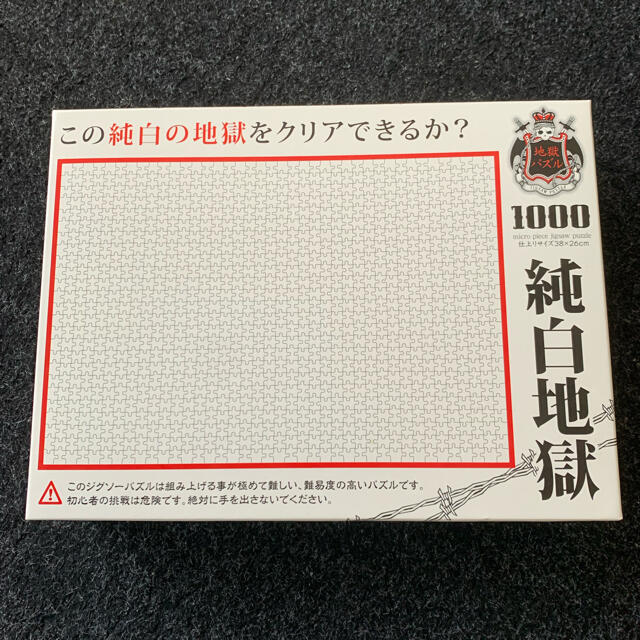 この純白の地獄をクリアできるか？
地獄
パズル
1000
micro piece jigsaw puzzle
仕上りサイズ38×26cm
純白地獄
このジグソーパズルは組み上げる事が極めて難しい、難易度の高いパズルです。
初心者の挑戦は危険です。絶対に手を出さないでください。